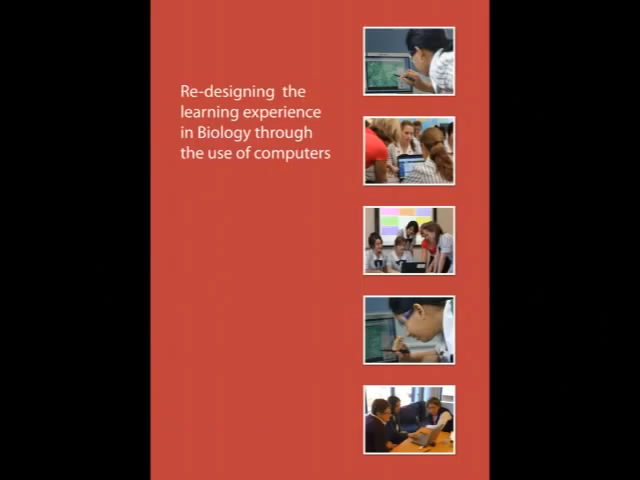 Re-designing the
learning experience
in Biology through
the use of computers